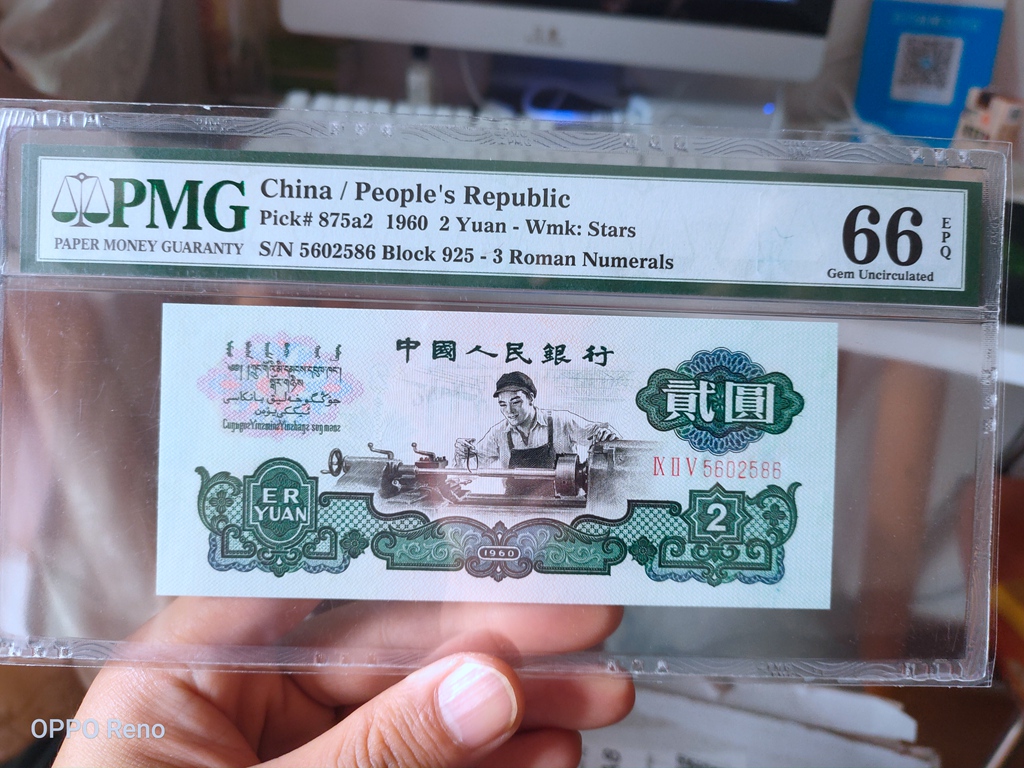 PMG
PAPER MONEY GUARANTY
China / People's Republic
Pick# 875a2 1960 2 Yuan - Wmk: Stars
S/N 5602586 Block 925 - 3 Roman Numerals
66
EPQ
Gem Uncirculated
中國人民銀行
貳圓
IX II V 5602586
ER
YUAN
2
1960
OPPO Reno